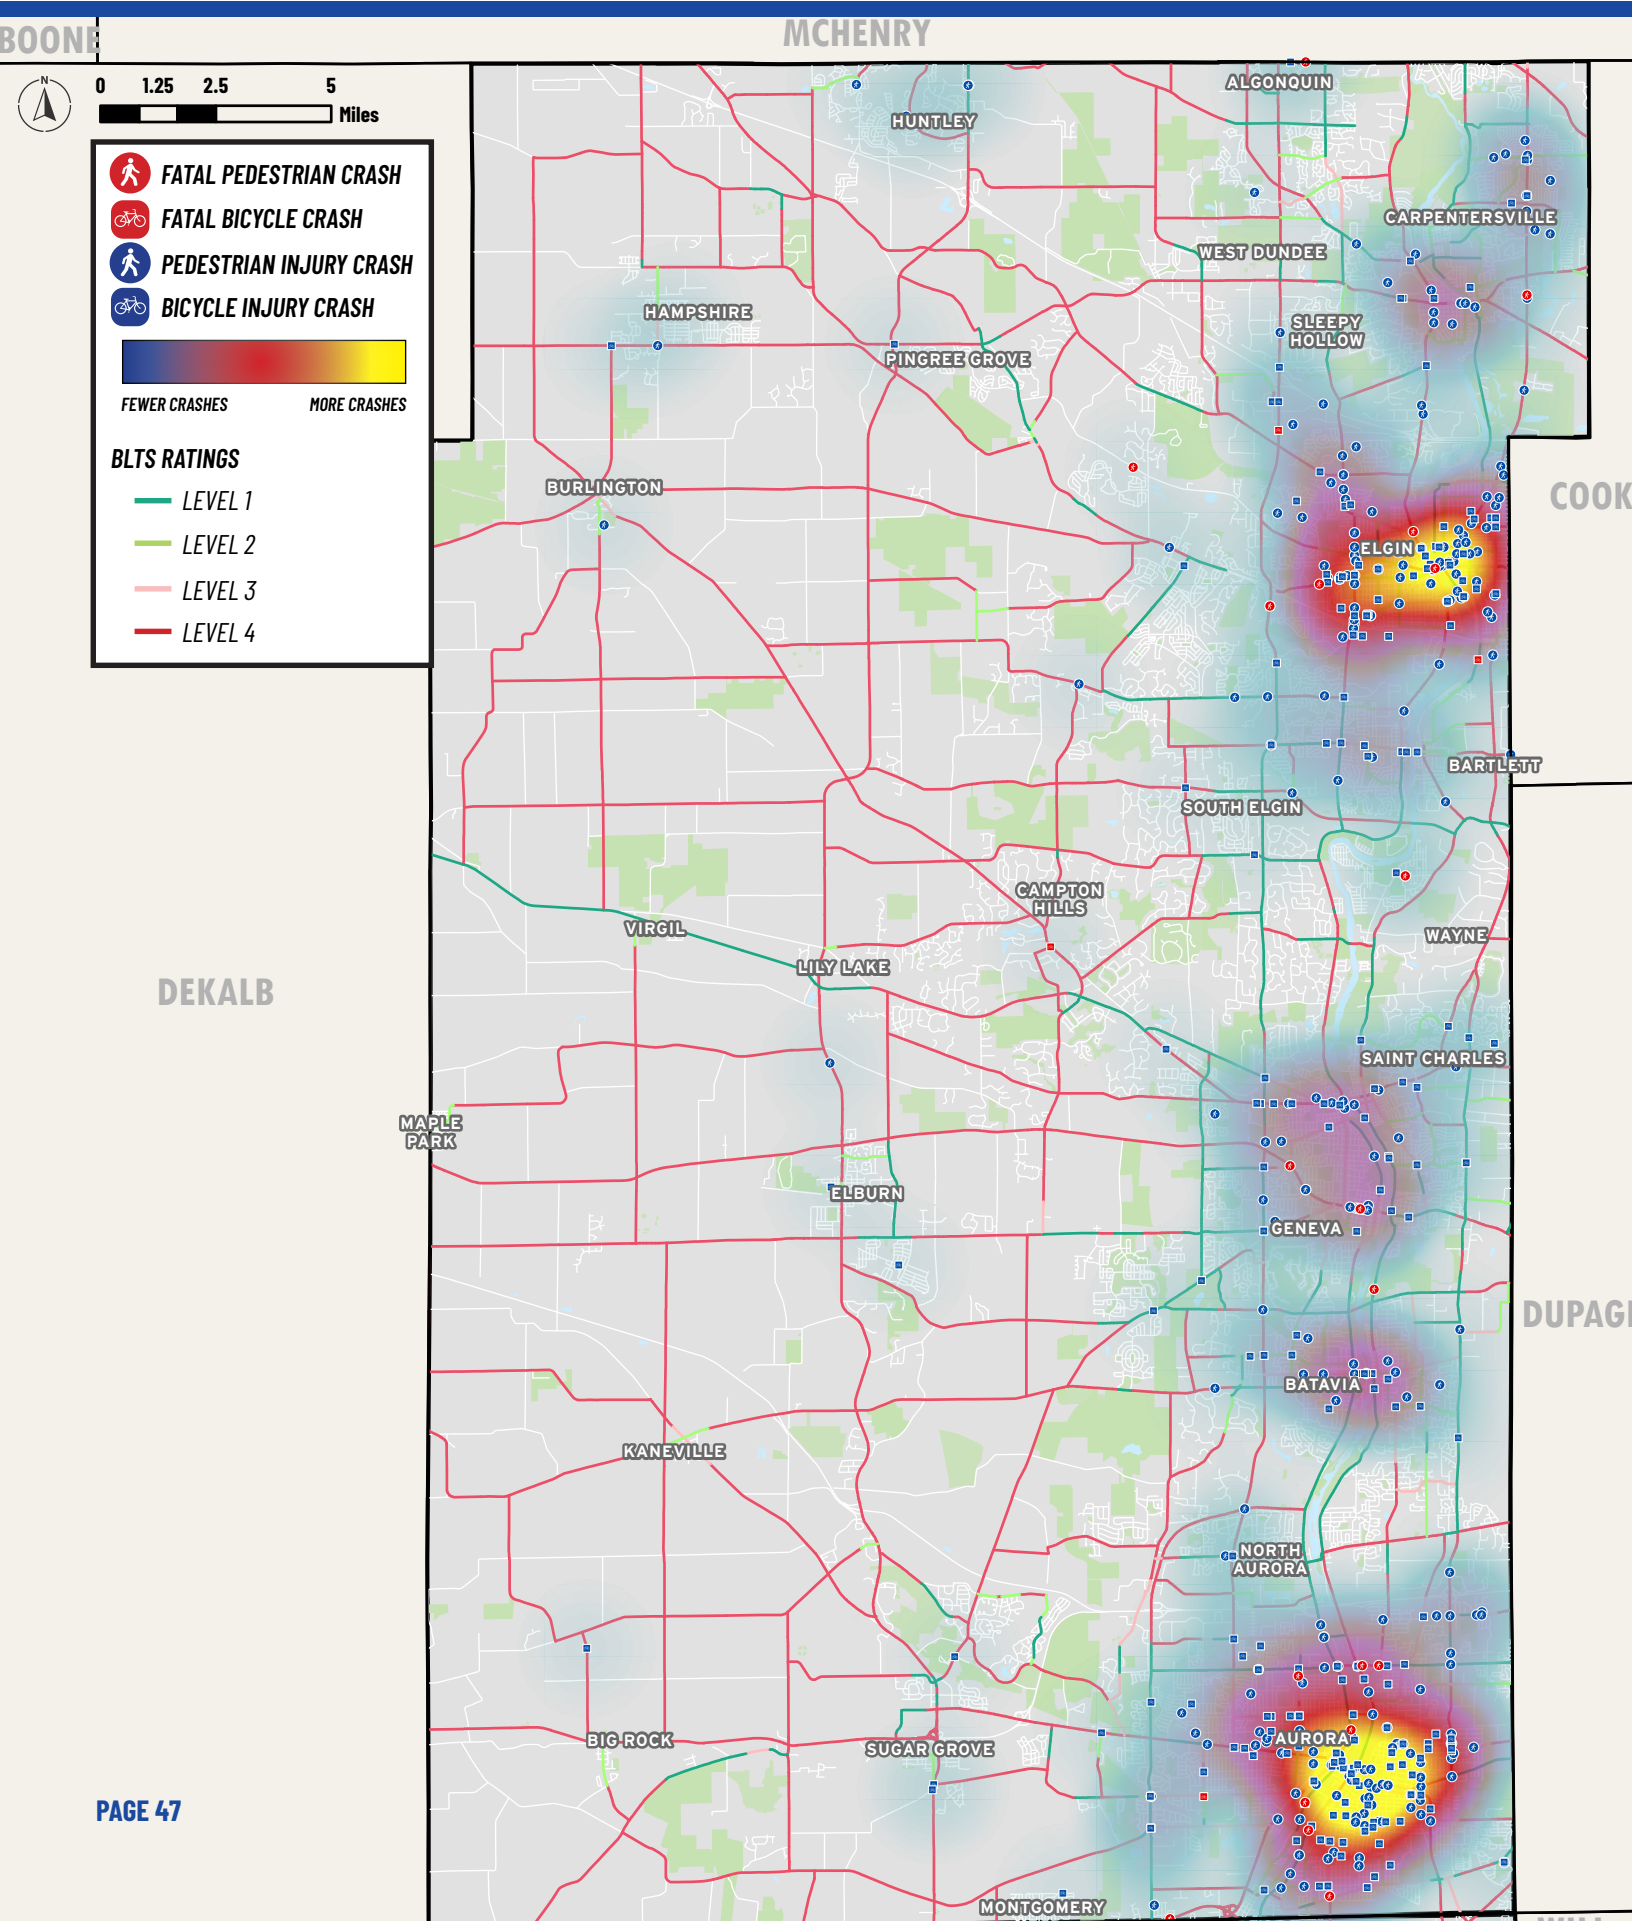 MCHENRY
BOONE
N
0 1.25 2.5 5
Miles
FATAL PEDESTRIAN CRASH
FATAL BICYCLE CRASH
PEDESTRIAN INJURY CRASH
BICYCLE INJURY CRASH
FEWER CRASHES MORE CRASHES
BLTS RATINGS
LEVEL 1
LEVEL 2
LEVEL 3
LEVEL 4
ALGONQUIN
HUNTLEY
CARPENTERSVILLE
WEST DUNDEE
HAMPSHIRE
SLEEPY
HOLLOW
PINGREE GROVE
BURLINGTON
COOK
ELGIN
BARTLETT
SOUTH ELGIN
CAMPTON
HILLS
VIRGIL
WAYNE
LILY LAKE
DEKALB
SAINT CHARLES
MAPLE
PARK
ELBURN
GENEVA
DUPAG
BATAVIA
KANEVILLE
NORTH
AURORA
BIG ROCK
SUGAR GROVE
AURORA
PAGE 47
MONTGOMERY